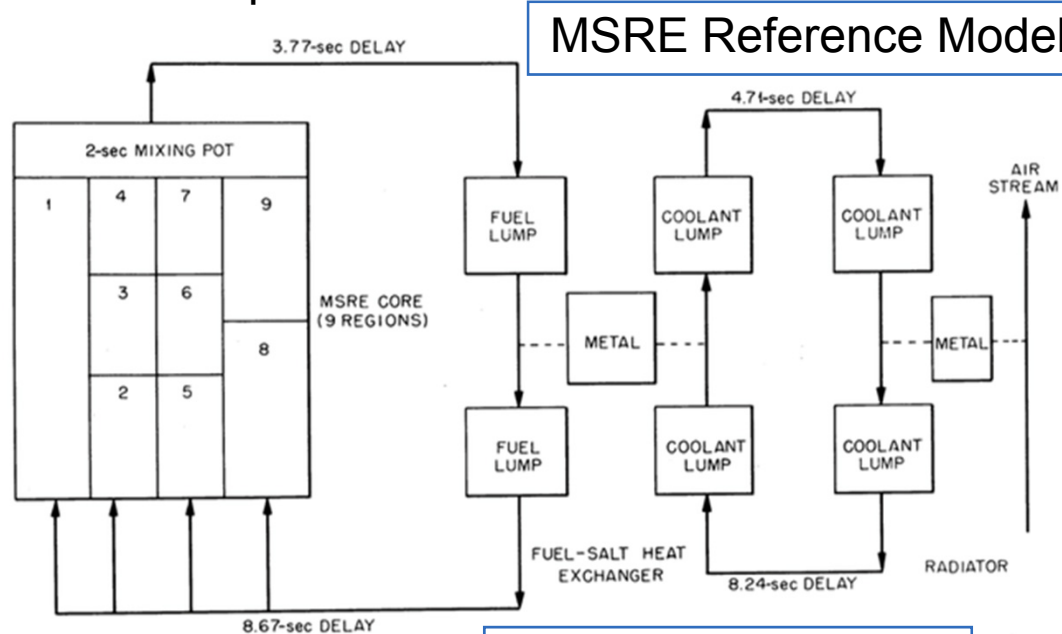 MSRE Reference Model
3.77-sec DELAY
4.71-sec DELAY
2-sec MIXING POT
1
4
7
9
3
6
8
2
5
MSRE CORE
(9 REGIONS)
FUEL
LUMP
COOLANT
LUMP
COOLANT
LUMP
AIR
STREAM
METAL
METAL
FUEL
LUMP
COOLANT
LUMP
COOLANT
LUMP
FUEL-SALT HEAT
EXCHANGER
8.24-sec DELAY
RADIATOR
8.67-sec DELAY